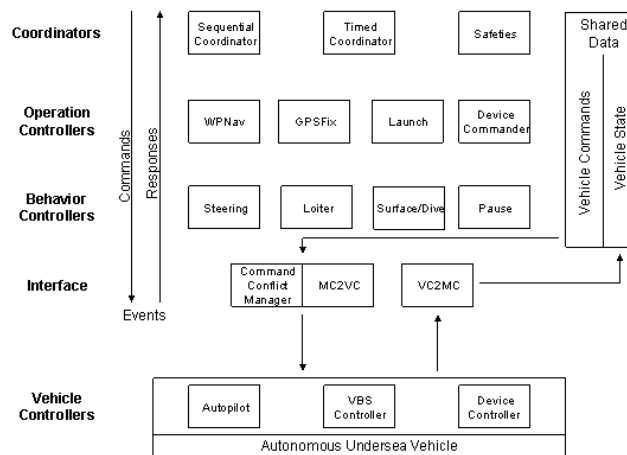 Coordinators
Sequential
Coordinator
Timed
Coordinator
Safeties
Shared
Data
Commands
Responses
Operation
Controllers
WPNav
GPSFix
Launch
Device
Commander
Vehicle Commands
Vehicle State
Behavior
Controllers
Steering
Loiter
Surface/Dive
Pause
Interface
Command
Conflict
Manager
MC2VC
VC2MC
Events
Vehicle
Controllers
Autopilot
VBS
Controller
Device
Controller
Autonomous Undersea Vehicle